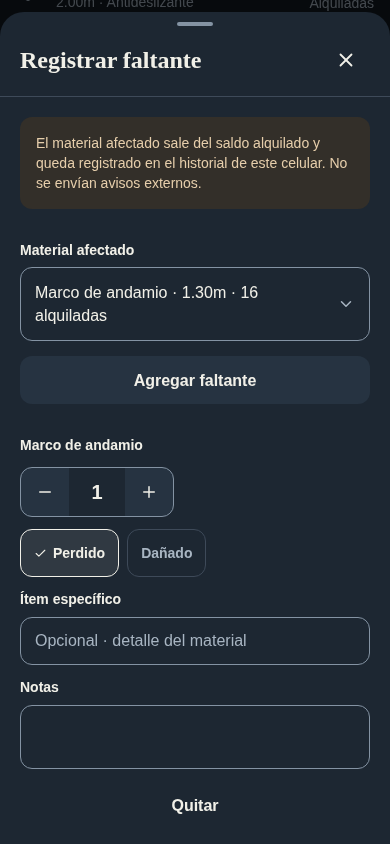 2.00m · Antideslizante
Alquiladas
Registrar faltante
El material afectado sale del saldo alquilado y
queda registrado en el historial de este celular. No
se envían avisos externos.
Material afectado
Marco de andamio · 1.30m · 16
alquiladas
Agregar faltante
Marco de andamio
− 1 +
Perdido Dañado
Ítem específico
Opcional · detalle del material
Notas
Quitar